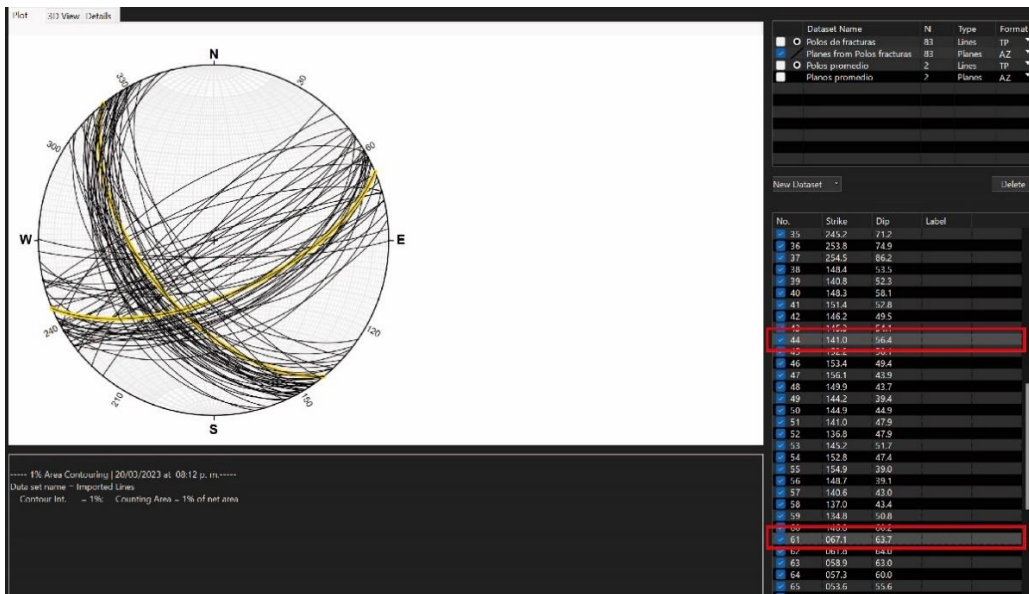 Plot 3D View Details
N
30
60
E
120
150
S
210
240
W
300
330
Dataset Name N Type Format
Polos de fracturas 83 Lines TP
Planes from Polos fracturas 83 Planes AZ
Polos promedio 2 Lines TP
Planos promedio 2 Planes AZ
New Dataset Delete
No. Strike Dip Label
35 245.2 71.2
36 253.8 74.9
37 254.5 86.2
38 148.4 53.5
39 140.8 52.3
40 148.3 58.1
41 151.4 52.8
42 146.2 49.5
44 141.0 56.4
46 153.4 49.4
47 156.1 43.9
48 149.9 43.7
49 144.2 39.4
50 144.9 44.9
51 141.0 47.9
52 136.8 47.9
53 145.2 51.7
54 152.8 47.4
55 154.9 39.0
56 148.7 39.1
57 140.6 43.0
58 137.0 43.4
59 134.8 50.8
61 067.1 63.7
62 061.8 64.0
63 058.9 63.0
64 057.3 60.0
65 053.6 55.6
----- 1% Area Contouring | 20/03/2023 at 08:12 p. m.-----
Data set name = Imported Lines
Contour Int. = 1%; Counting Area = 1% of net area